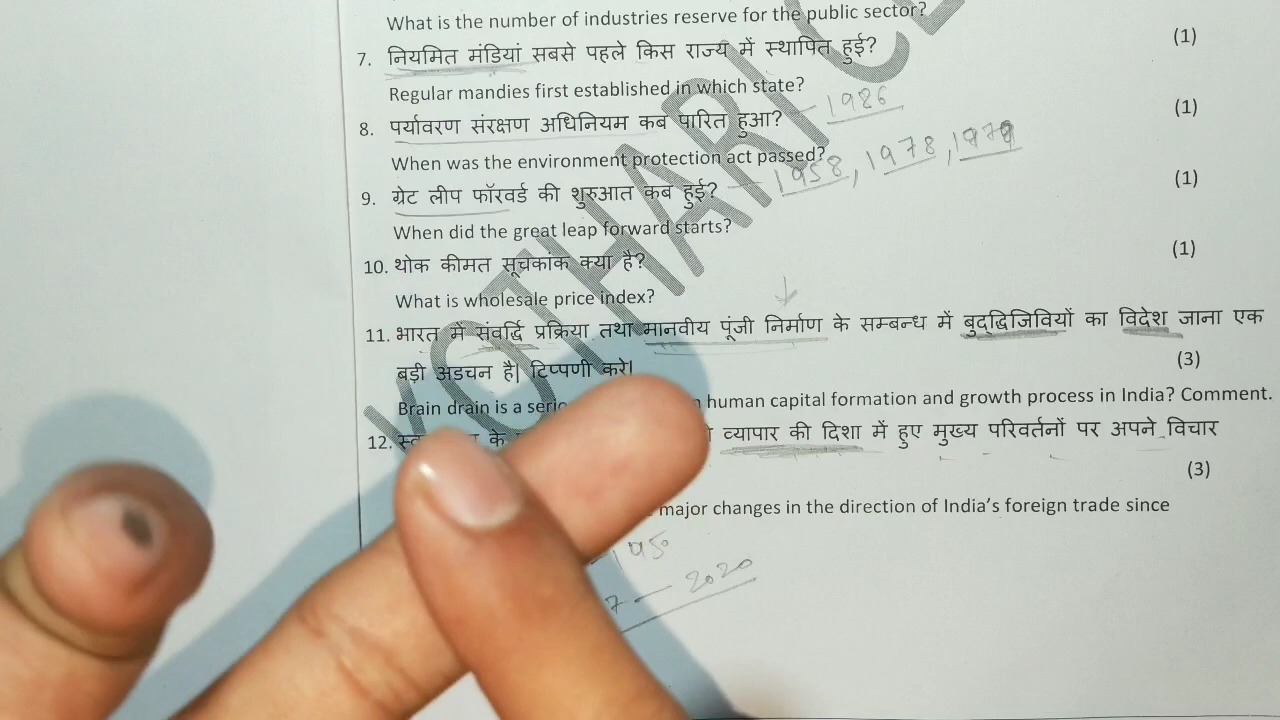 What is the number of industries reserve for the public sector?
7. नियमित मंडियां सबसे पहले किस राज्य में स्थापित हुई? (1)
Regular mandies first established in which state?
8. पर्यावरण संरक्षण अधिनियम कब पारित हुआ? — 1986 (1)
When was the environment protection act passed?
9. ग्रेट लीप फॉरवर्ड की शुरुआत कब हुई? — 1958, 1978, 1979 (1)
When did the great leap forward starts?
10. थोक कीमत सूचकांक क्या है? (1)
What is wholesale price index?
11. भारत में संवर्द्धि प्रक्रिया तथा मानवीय पूंजी निर्माण के सम्बन्ध में बुद्धिजिवियों का विदेश जाना एक
बड़ी अडचन है| टिप्पणी करे| (3)
Brain drain is a human capital formation and growth process in India? Comment.
12. के व्यापार की दिशा में हुए मुख्य परिवर्तनों पर अपने विचार
(3)
major changes in the direction of India's foreign trade since
1950
7 — 2020
KOTHARI